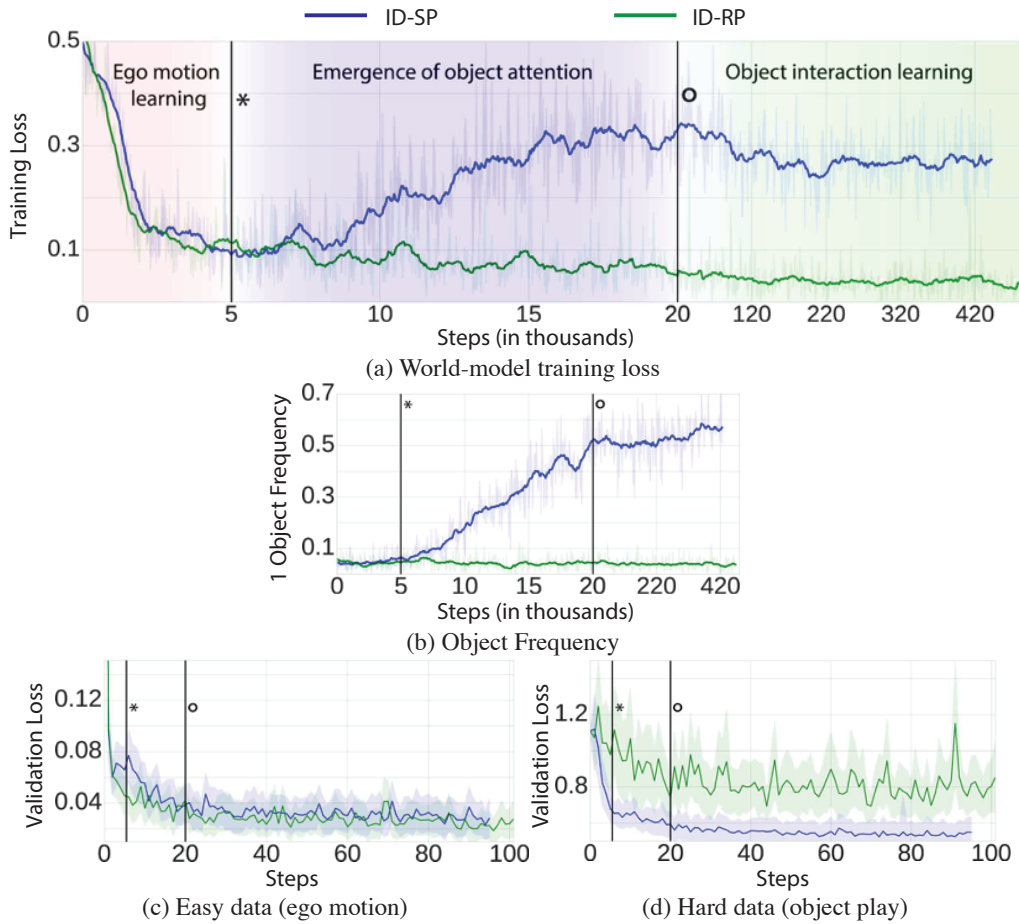 ID-SP ID-RP
0.5
Ego motion learning Emergence of object attention Object interaction learning
* o
0.3
0.1
Training Loss
0 5 10 15 20 120 220 320 420
Steps (in thousands)
(a) World-model training loss
0.7
* o
0.5
0.3
0.1
1 Object Frequency
0 5 10 15 20 220 420
Steps (in thousands)
(b) Object Frequency
0.12
* o
0.08
0.04
Validation Loss
0 20 40 60 80 100
Steps
(c) Easy data (ego motion)
1.2
* o
0.8
Validation Loss
0 20 40 60 80 100
Steps
(d) Hard data (object play)